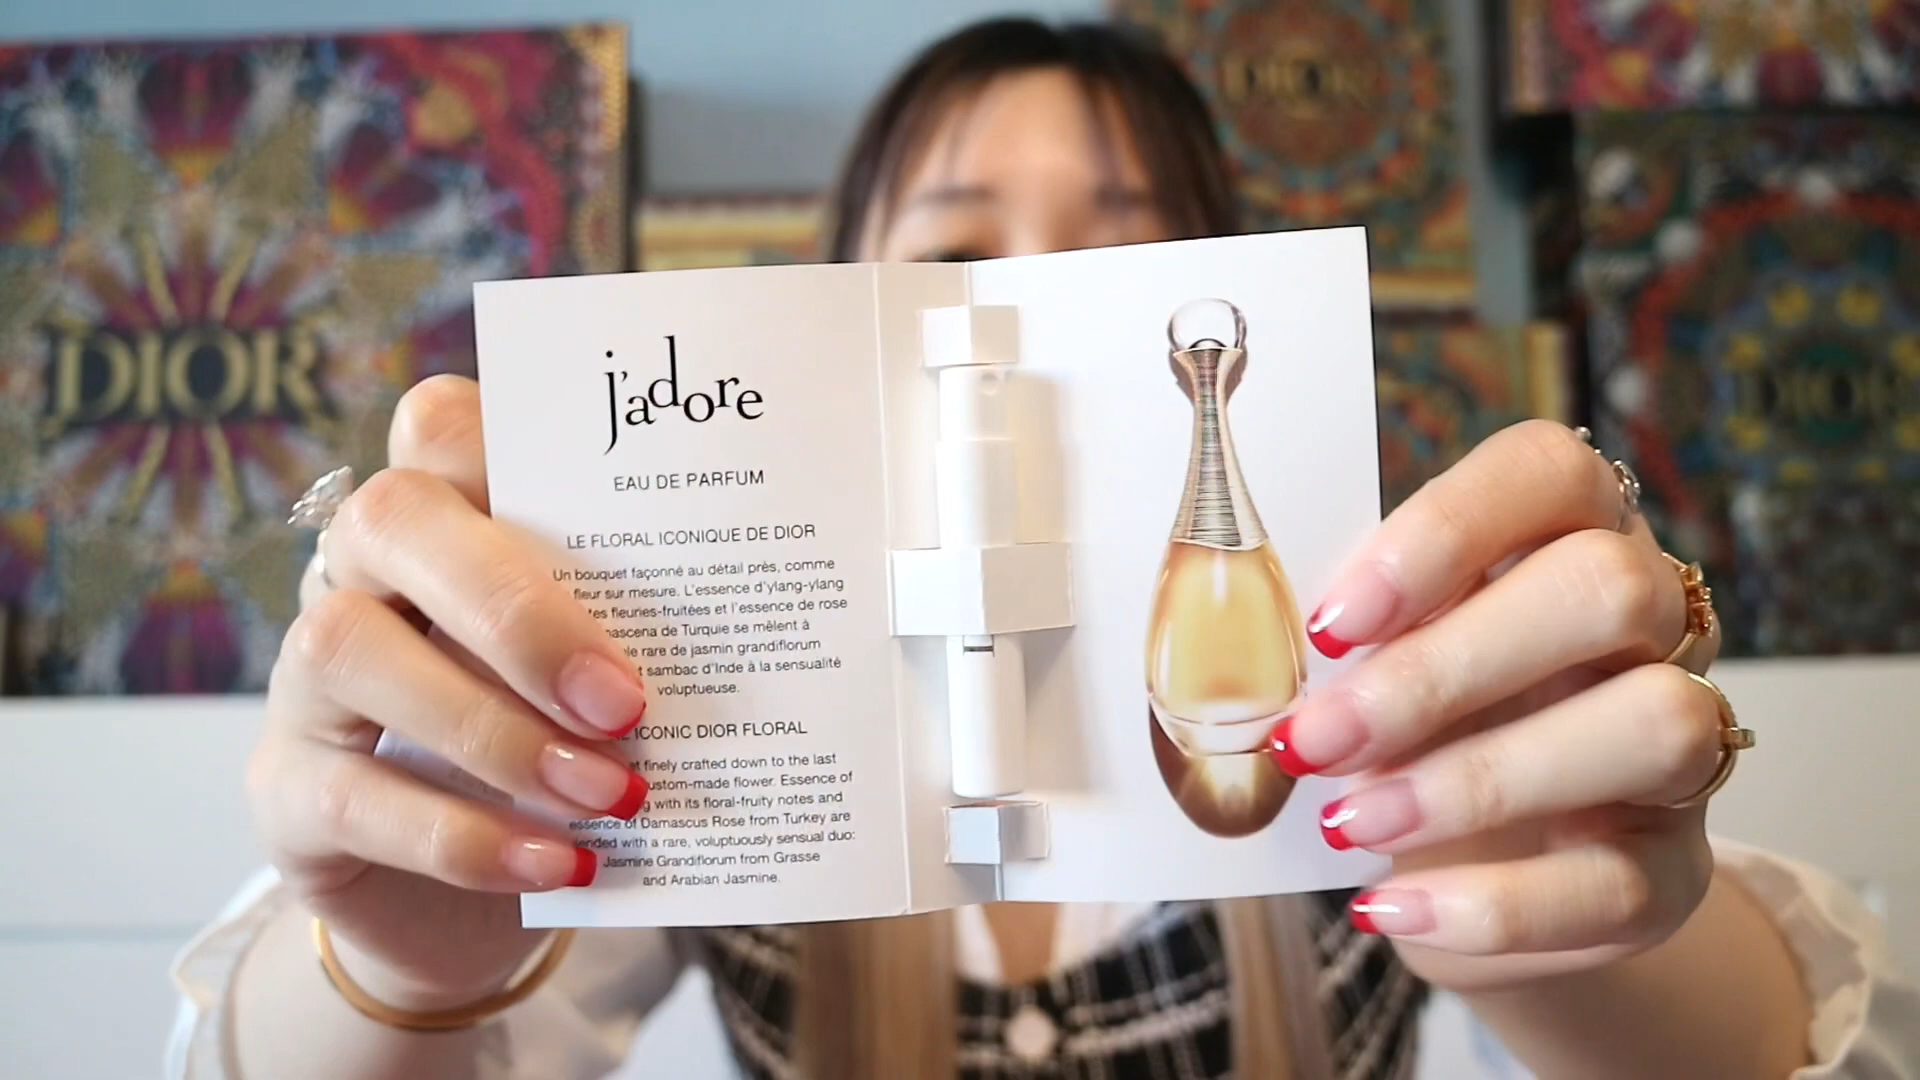 DIOR
DIOR
DIOR
j'adore
EAU DE PARFUM
LE FLORAL ICONIQUE DE DIOR
Un bouquet façonné au détail près, comme
fleur sur mesure. L'essence d'ylang-ylang
fleuries-fruitées et l'essence de rose
de Turquie se mêlent à
rare de jasmin grandiflorum
sambac d'Inde à la sensualité
voluptueuse.
ICONIC DIOR FLORAL
finely crafted down to the last
flower. Essence of
with its floral-fruity notes and
essence of Damascus Rose from Turkey are
with a rare, voluptuously sensual duo:
Jasmine Grandiflorum from Grasse
and Arabian Jasmine.